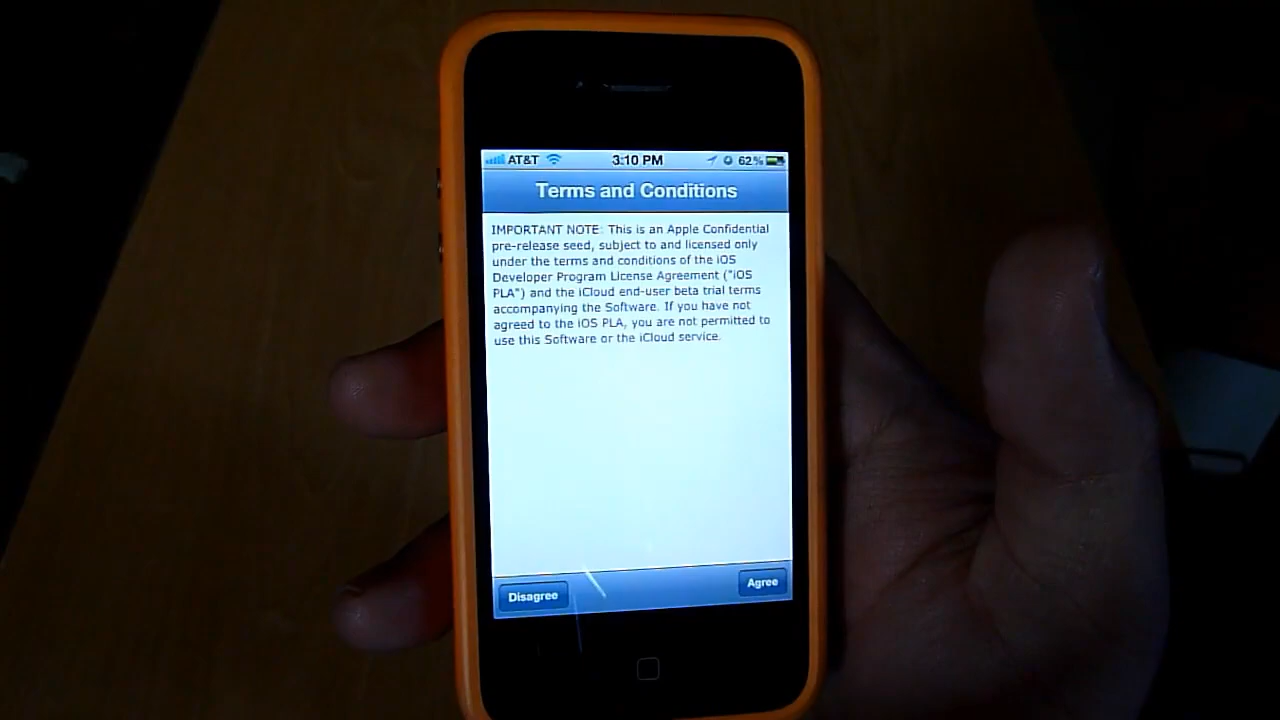 AT&T 3:10 PM 62%
Terms and Conditions
IMPORTANT NOTE: This is an Apple Confidential
pre-release seed, subject to and licensed only
under the terms and conditions of the iOS
Developer Program License Agreement ("iOS
PLA") and the iCloud end-user beta trial terms
accompanying the Software. If you have not
agreed to the iOS PLA, you are not permitted to
use this Software or the iCloud service.
Disagree Agree